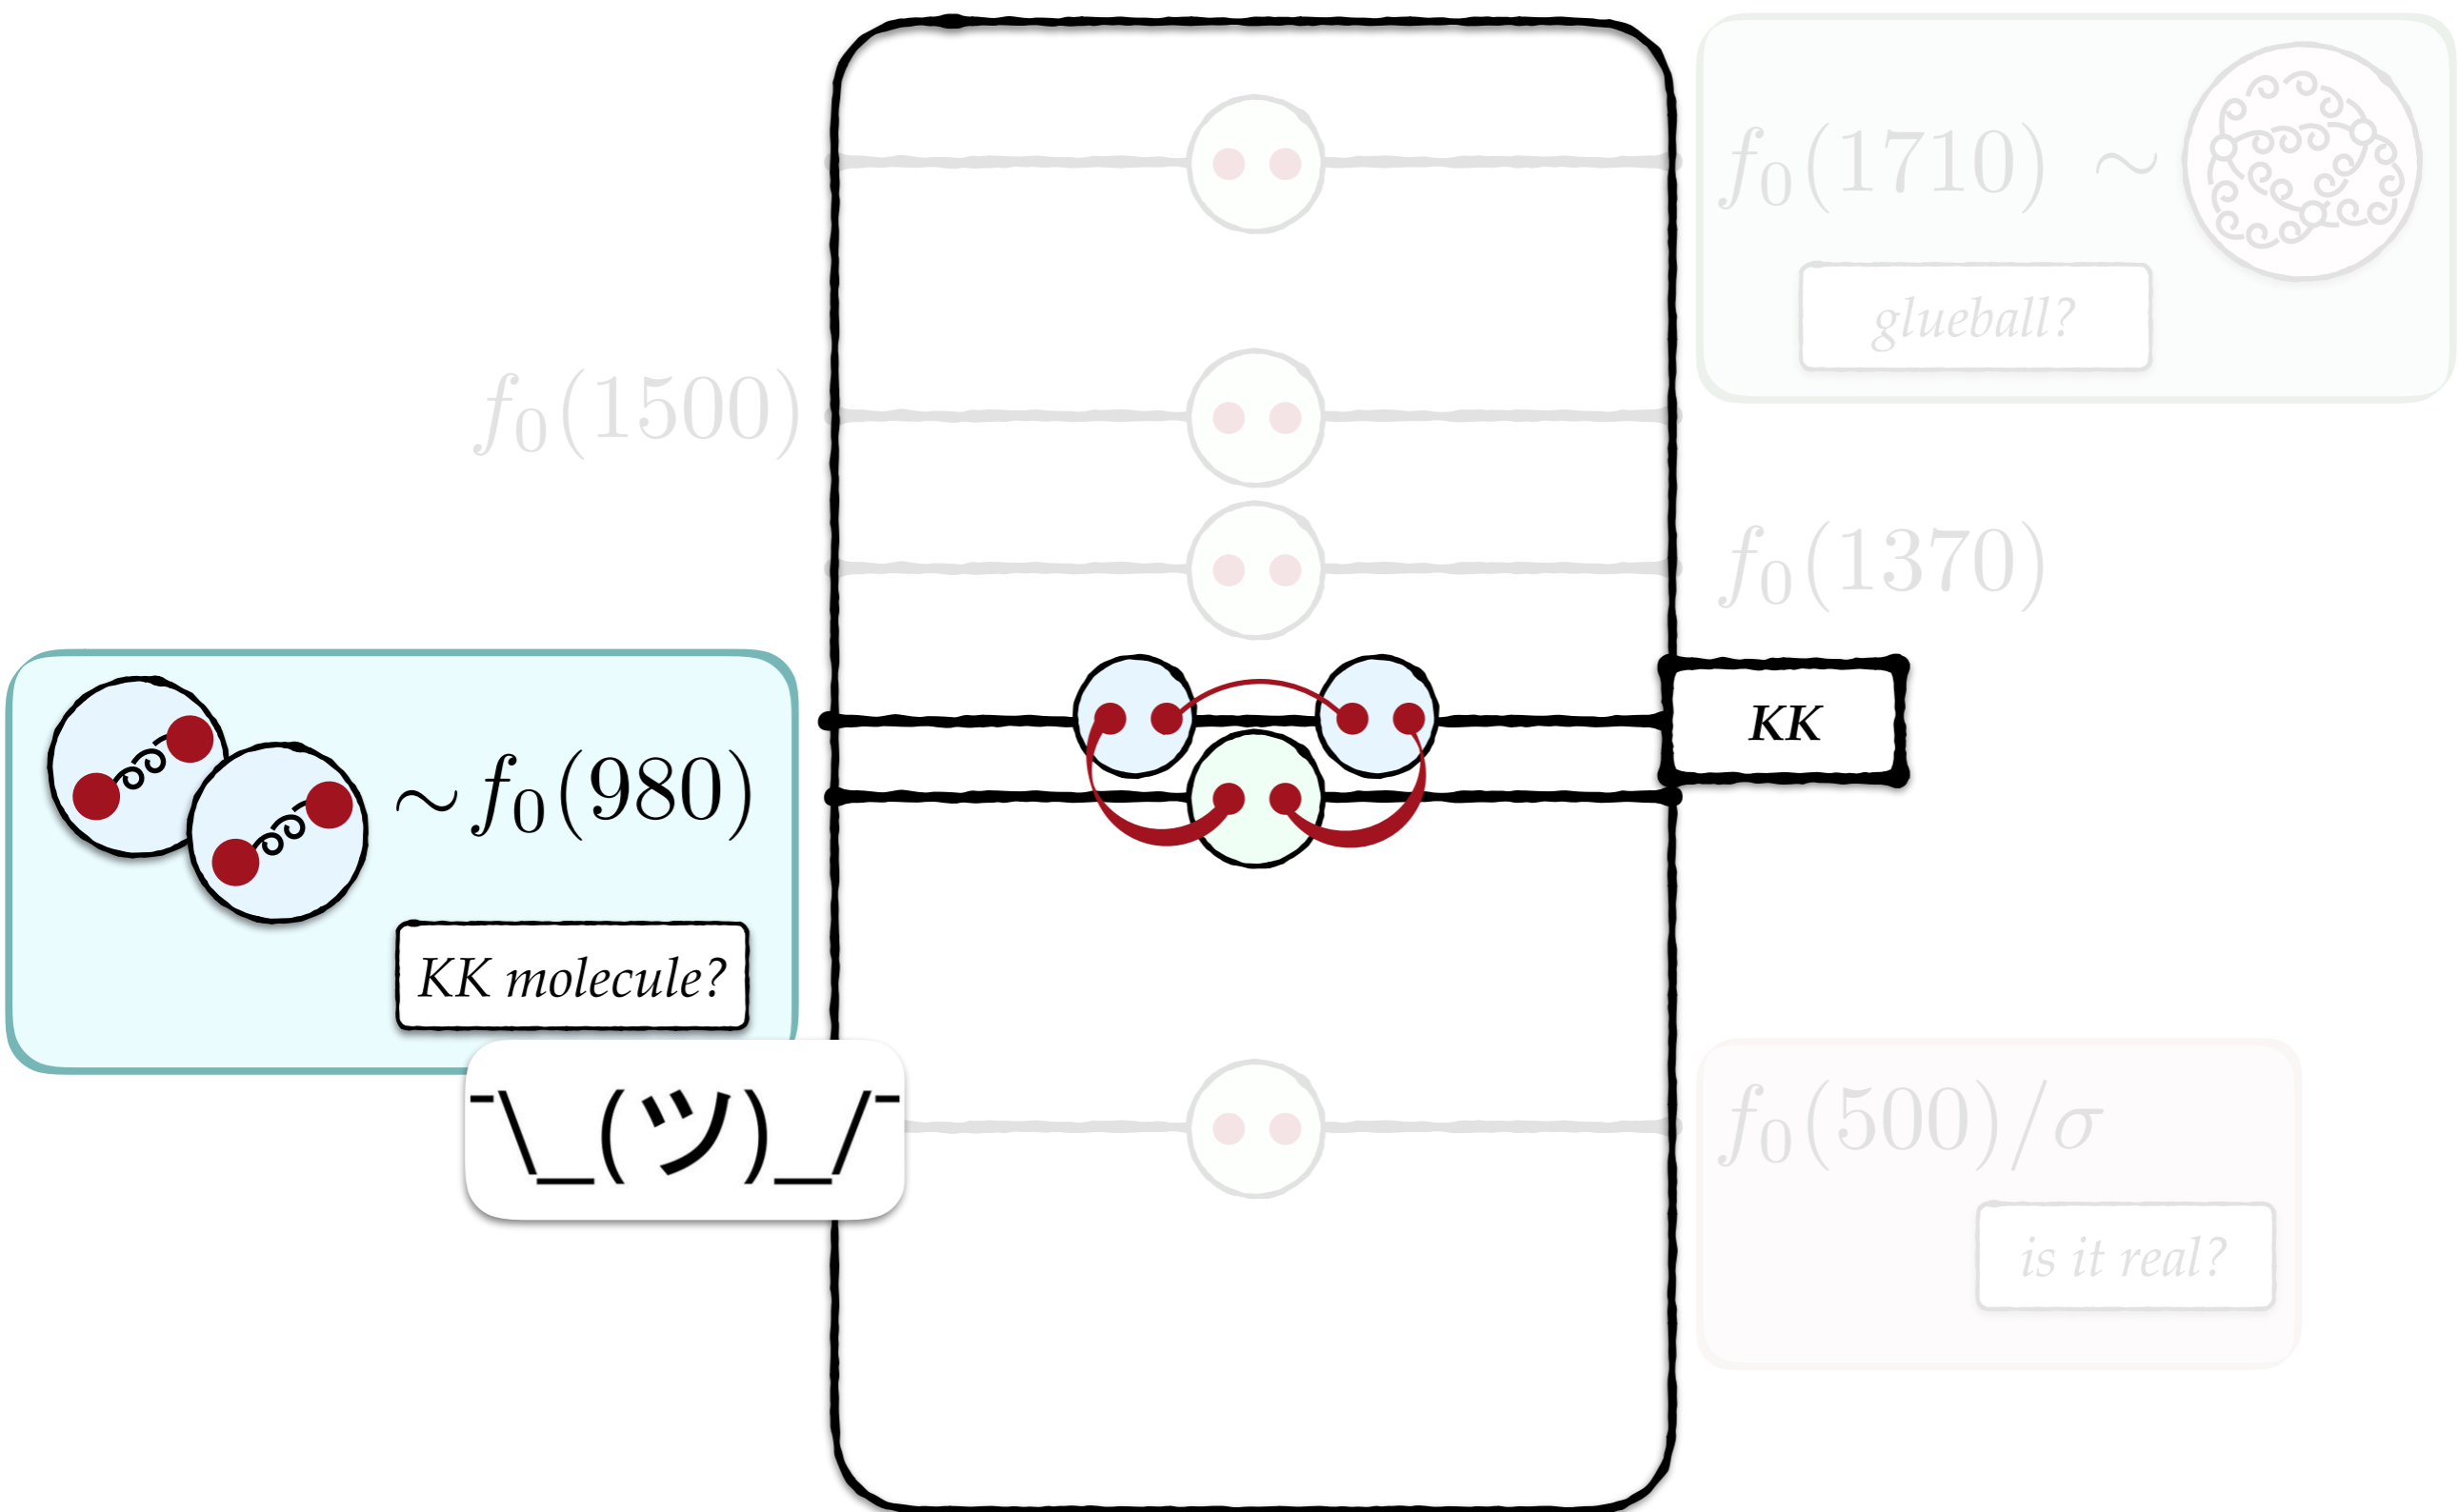 f₀(1710) ~
glueball?
f₀(1500)
f₀(1370)
KK
~f₀(980)
KK molecule?
¯\_(ツ)_/¯
f₀(500)/σ
is it real?